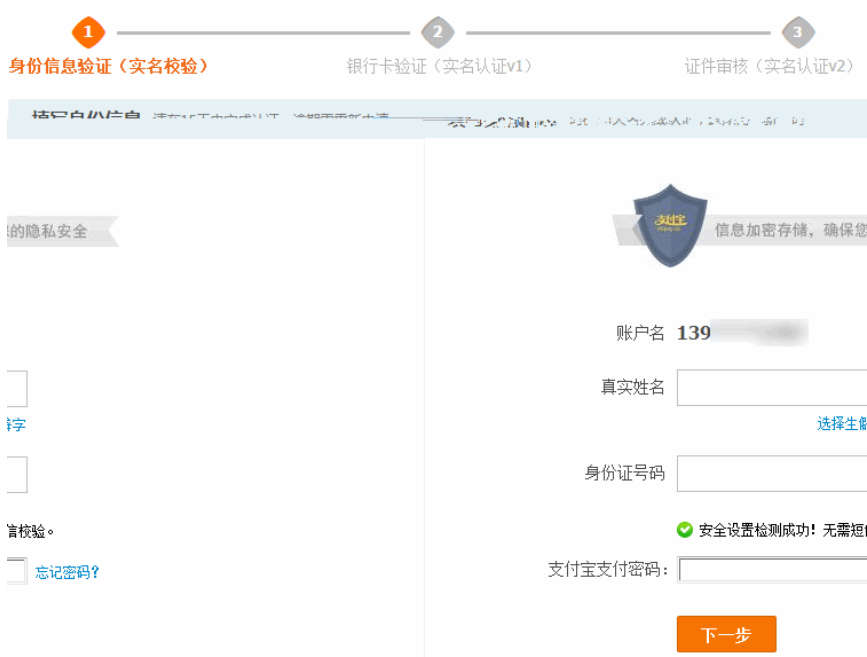 1
2
3
身份信息验证（实名校验）
银行卡验证（实名认证v1）
证件审核（实名认证v2）
的隐私安全
支付宝
信息加密存储，确保您
账户名 139
真实姓名
字
选择生
身份证号码
信校验。
安全设置检测成功！无需短
忘记密码？
支付宝支付密码：
下一步